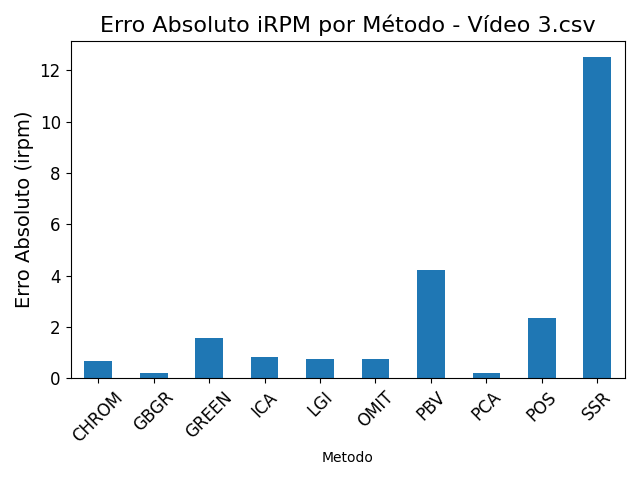 Erro Absoluto iRPM por Método - Vídeo 3.csv
Erro Absoluto (irpm)
12
10
8
6
4
2
0
CHROM GBGR GREEN ICA LGI OMIT PBV PCA POS SSR
Metodo